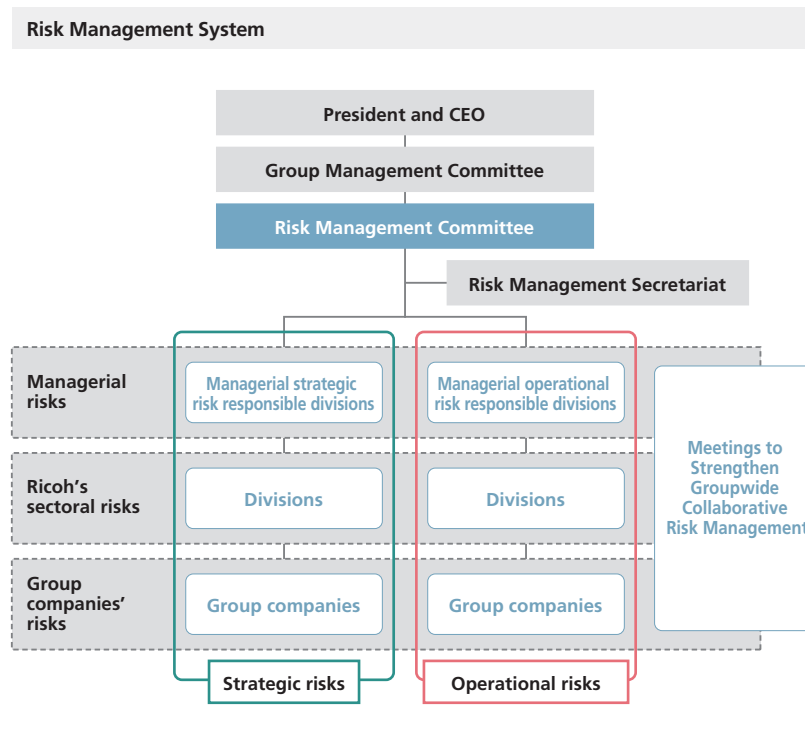 Risk Management System
President and CEO
Group Management Committee
Risk Management Committee
Risk Management Secretariat
Managerial
risks
Managerial strategic
risk responsible divisions
Managerial operational
risk responsible divisions
Meetings to
Strengthen
Groupwide
Collaborative
Risk Management
Ricoh's
sectoral risks
Divisions
Divisions
Group
companies'
risks
Group companies
Group companies
Strategic risks
Operational risks